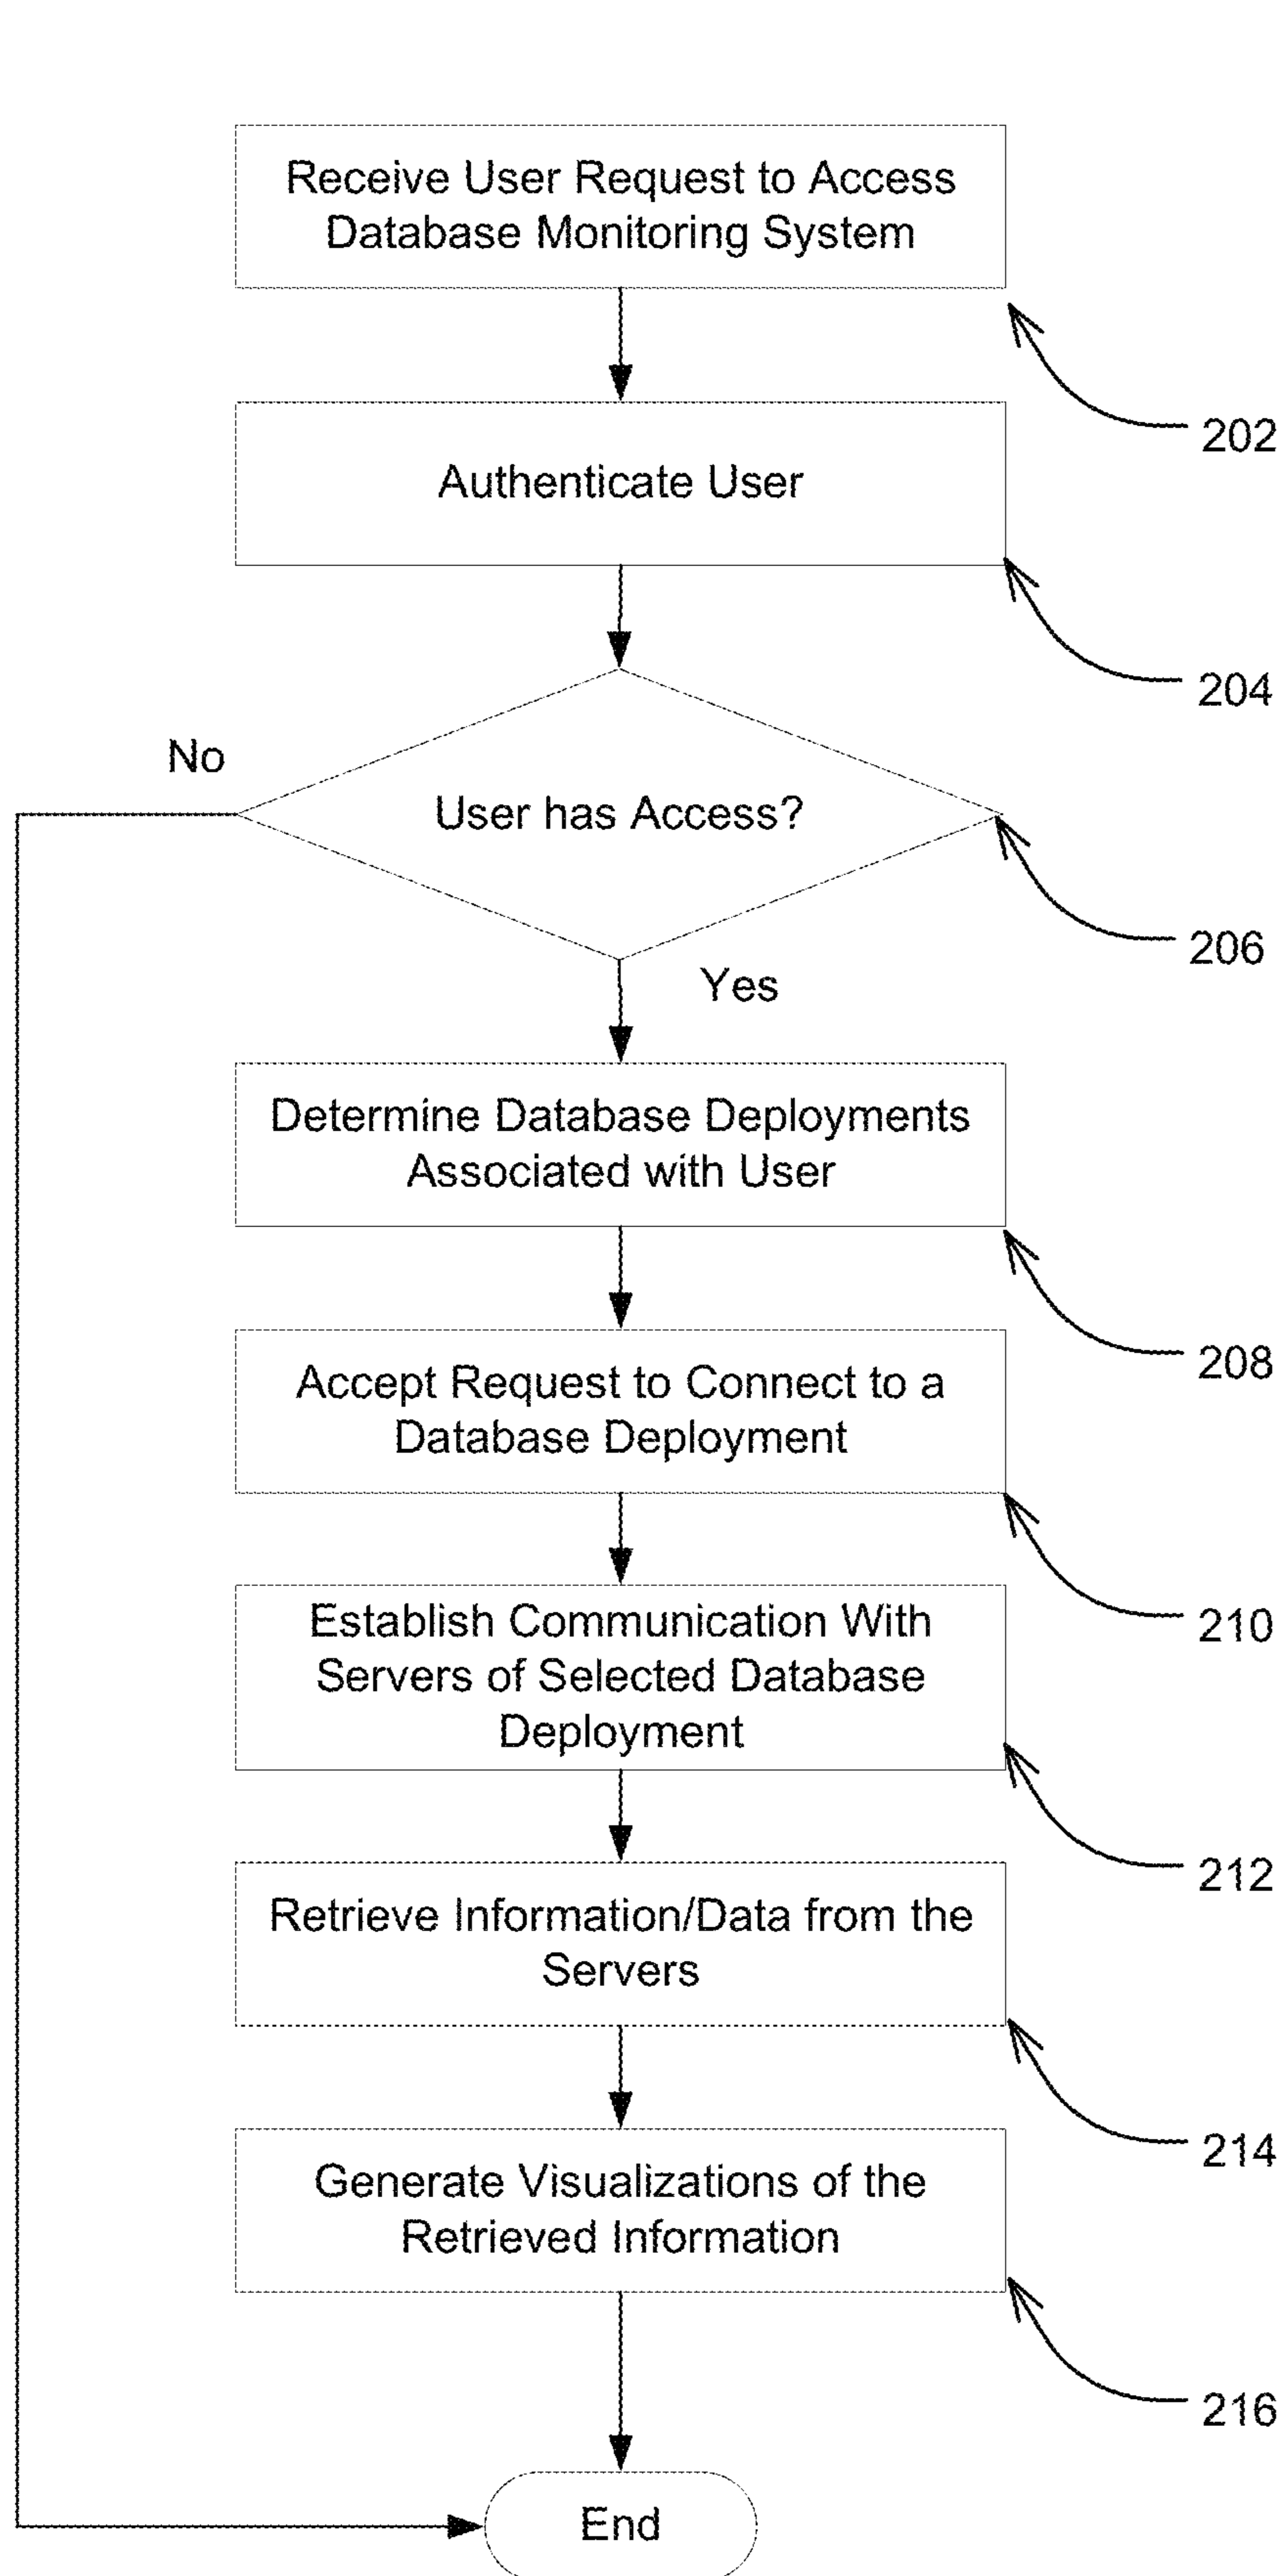 Receive User Request to Access
Database Monitoring System
202
Authenticate User
204
No
User has Access?
206
Yes
Determine Database Deployments
Associated with User
208
Accept Request to Connect to a
Database Deployment
210
Establish Communication With
Servers of Selected Database
Deployment
212
Retrieve Information/Data from the
Servers
214
Generate Visualizations of the
Retrieved Information
216
End